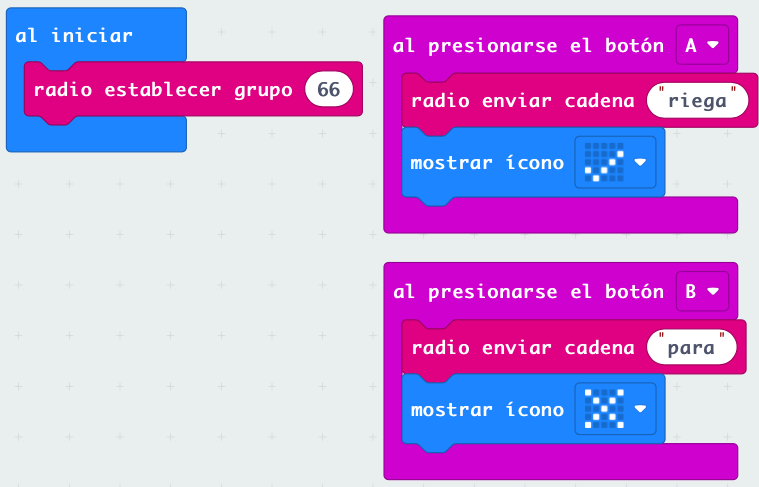 al iniciar
radio establecer grupo 66
al presionarse el botón A
radio enviar cadena "riega"
mostrar ícono
al presionarse el botón B
radio enviar cadena "para"
mostrar ícono